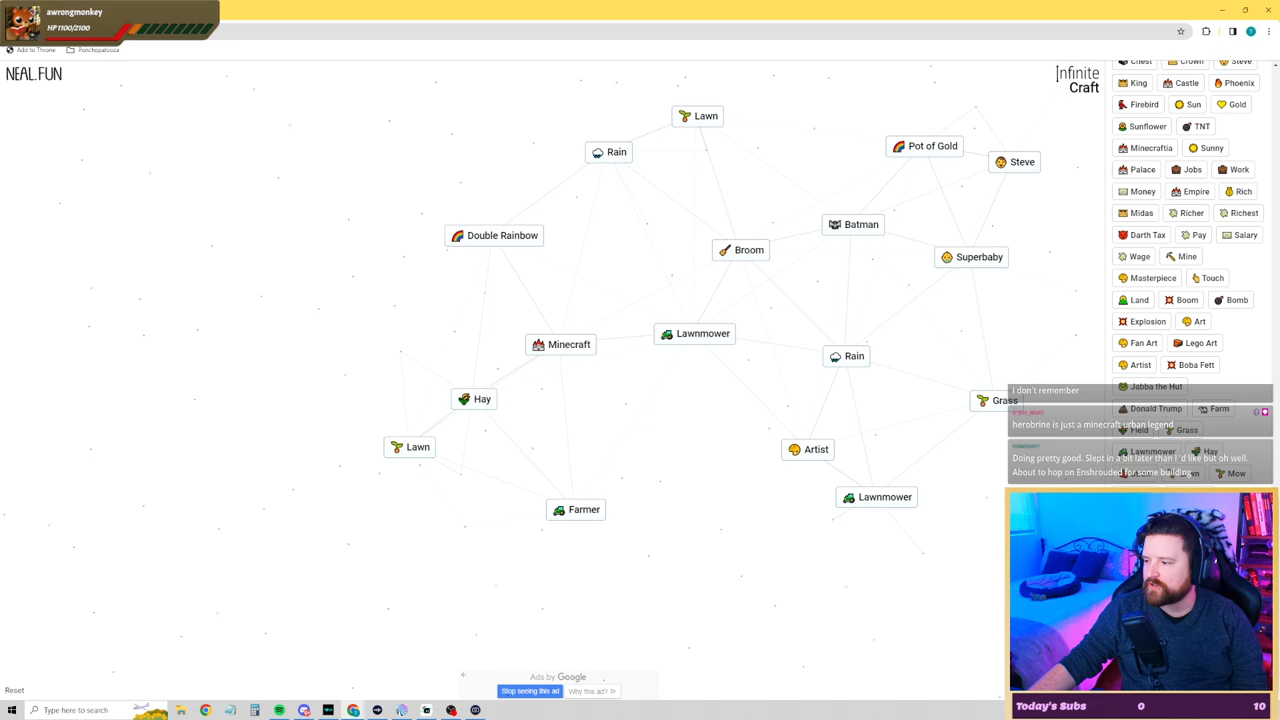 awrongmonkey
HP 1100/2100
Add to Throne
Ponchopalooza
NEAL.FUN
Infinite
Craft
Lawn
Rain
Pot of Gold
Steve
Double Rainbow
Batman
Broom
Superbaby
Minecraft
Lawnmower
Rain
Hay
Grass
Lawn
Artist
Lawnmower
Farmer
Chest
Crown
Steve
King
Castle
Phoenix
Firebird
Sun
Gold
Sunflower
TNT
Minecraftia
Sunny
Palace
Jobs
Work
Money
Empire
Rich
Midas
Richer
Richest
Darth Tax
Pay
Salary
Wage
Mine
Masterpiece
Touch
Land
Boom
Bomb
Explosion
Art
Fan Art
Lego Art
Artist
Boba Fett
Jabba the Hut
Donald Trump
Farm
Field
Grass
Lawnmower
Hay
Mow
i don't remember
herobrine is just a minecraft urban legend
Doing pretty good. Slept in a bit later than I 'd like but oh well.
About to hop on Enshrouded for some building
Reset
Ads by Google
Stop seeing this ad
Why this ad?
Type here to search
Today's Subs 0 10